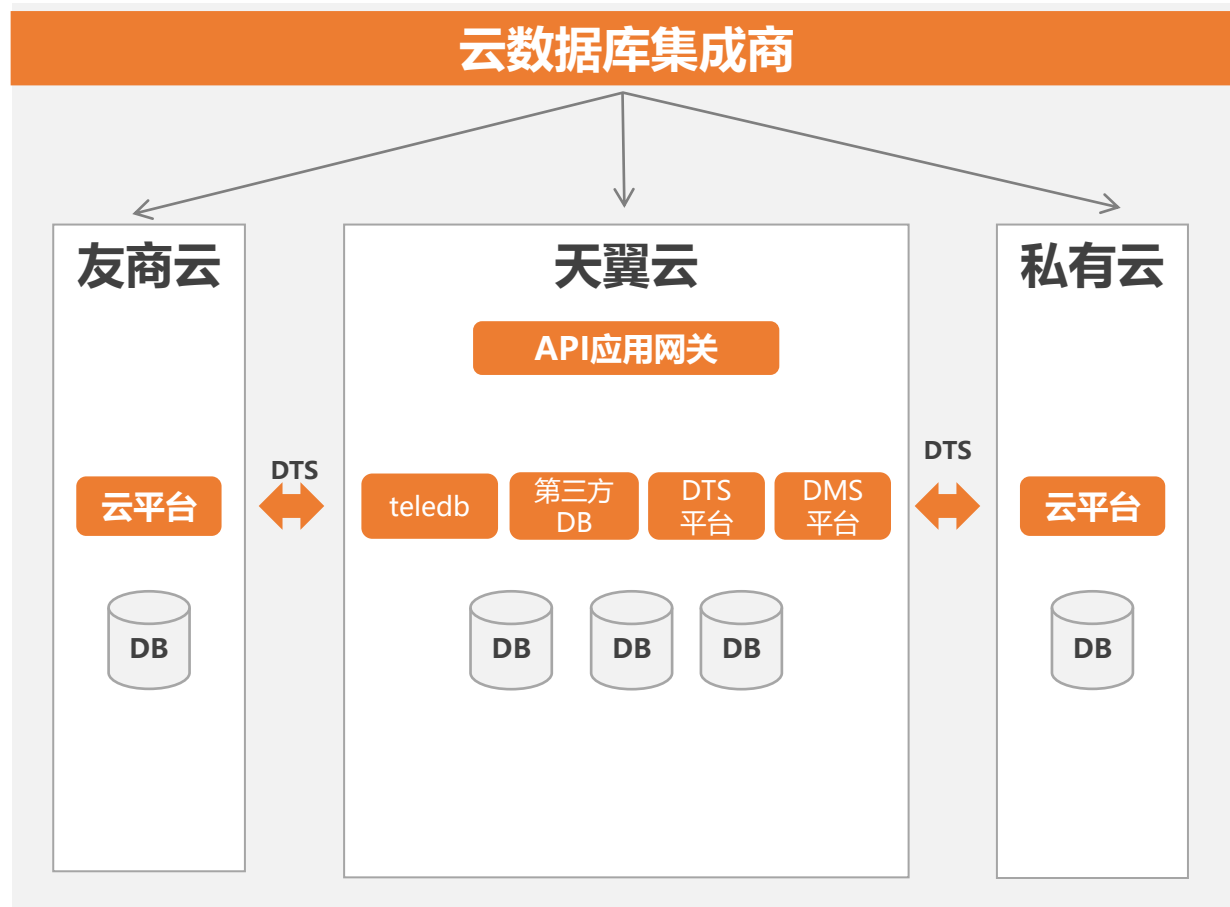 云数据库集成商
友商云
天翼云
私有云
API应用网关
DTS
DTS
云平台
teledb
第三方
DB
DTS
平台
DMS
平台
云平台
DB
DB
DB
DB
DB